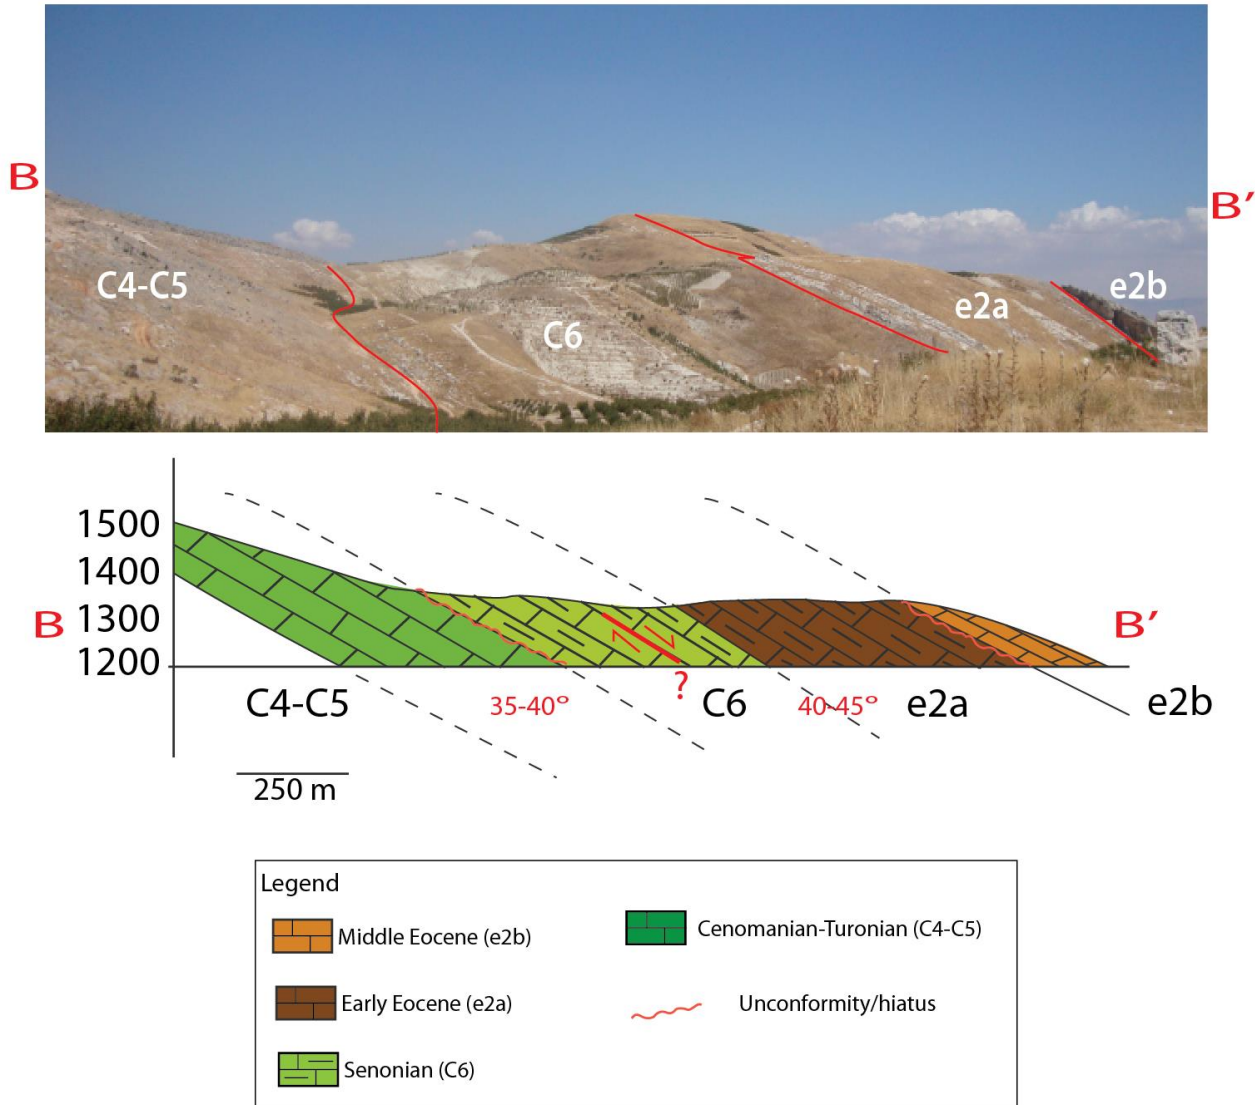 B
B'
C4-C5
C6
e2a
e2b
1500
1400
1300
1200
B
B'
?
C4-C5
35-40°
C6
40-45°
e2a
e2b
250 m
Legend
Middle Eocene (e2b)
Cenomanian-Turonian (C4-C5)
Early Eocene (e2a)
Unconformity/hiatus
Senonian (C6)